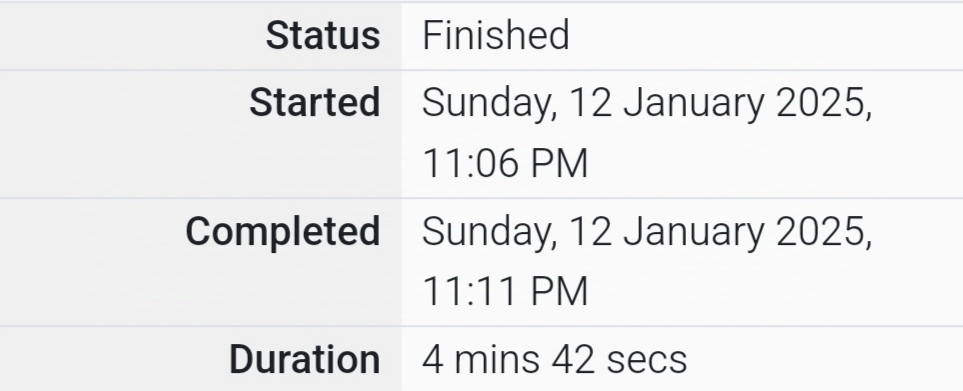 Status Finished
Started Sunday, 12 January 2025,
11:06 PM
Completed Sunday, 12 January 2025,
11:11 PM
Duration 4 mins 42 secs